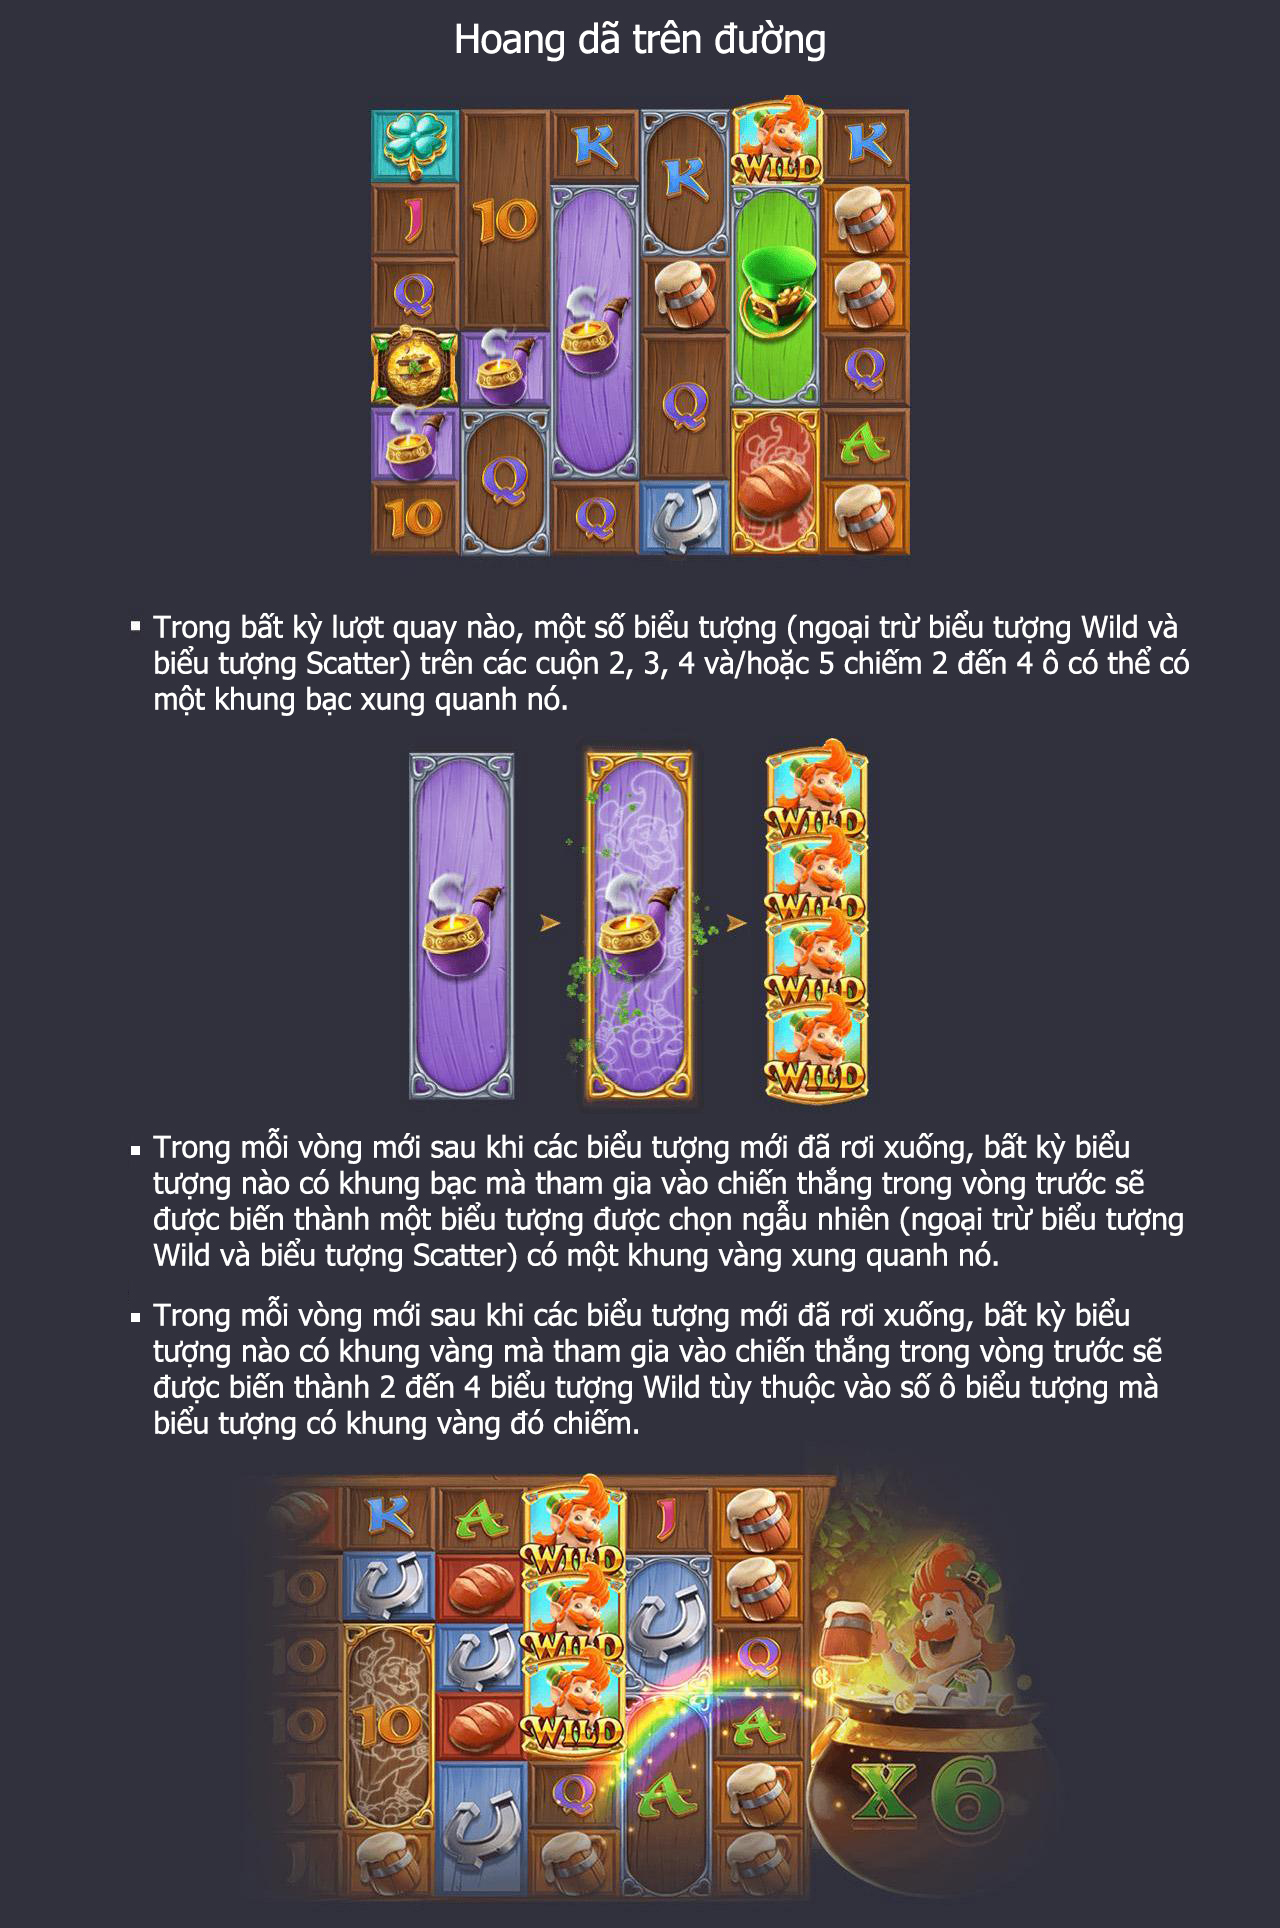 Hoang dã trên đường
K K WILD K
J 10
Q
Q Q
Q A
10 Q
▪ Trong bất kỳ lượt quay nào, một số biểu tượng (ngoại trừ biểu tượng Wild và
biểu tượng Scatter) trên các cuộn 2, 3, 4 và/hoặc 5 chiếm 2 đến 4 ô có thể có
một khung bạc xung quanh nó.
WILD
WILD
WILD
WILD
▪ Trong mỗi vòng mới sau khi các biểu tượng mới đã rơi xuống, bất kỳ biểu
tượng nào có khung bạc mà tham gia vào chiến thắng trong vòng trước sẽ
được biến thành một biểu tượng được chọn ngẫu nhiên (ngoại trừ biểu tượng
Wild và biểu tượng Scatter) có một khung vàng xung quanh nó.
▪ Trong mỗi vòng mới sau khi các biểu tượng mới đã rơi xuống, bất kỳ biểu
tượng nào có khung vàng mà tham gia vào chiến thắng trong vòng trước sẽ
được biến thành 2 đến 4 biểu tượng Wild tùy thuộc vào số ô biểu tượng mà
biểu tượng có khung vàng đó chiếm.
K A WILD J
10
10 WILD Q
10 10 WILD A
J Q A X6
J